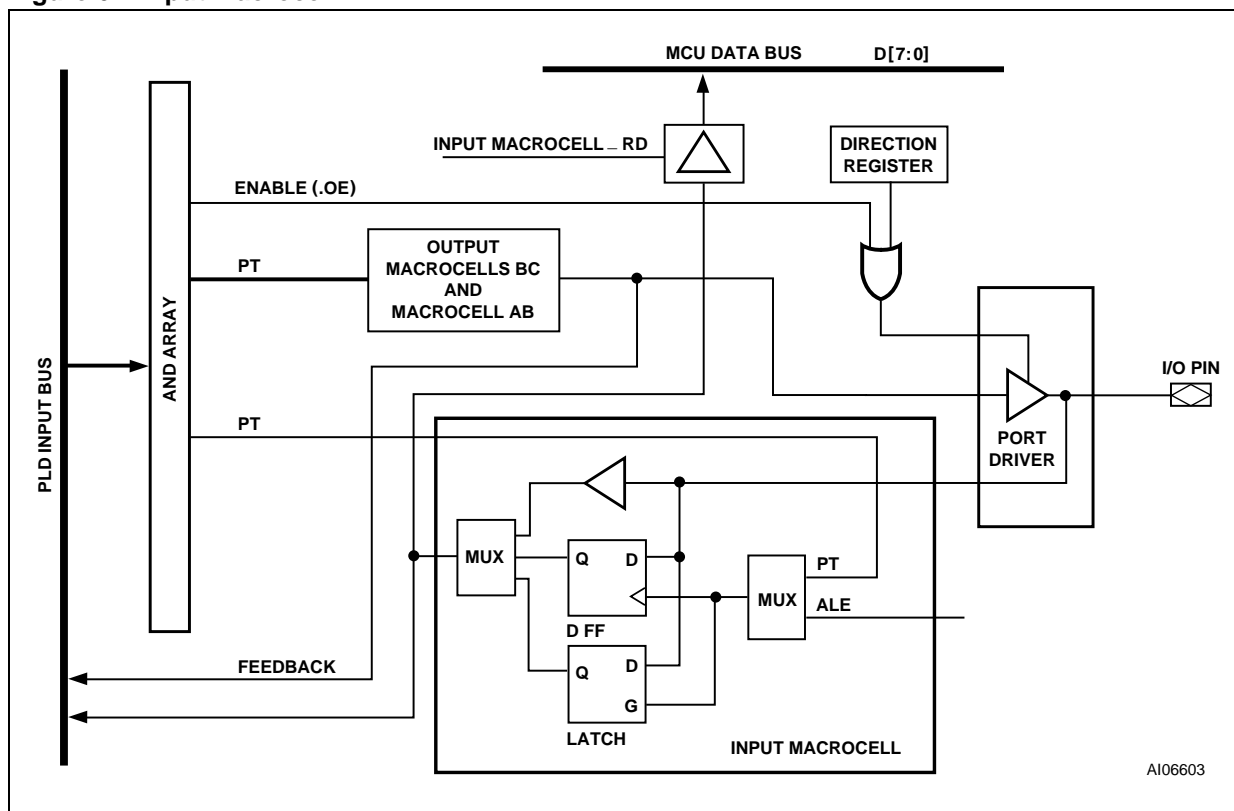 MCU DATA BUS D[7:0]
INPUT MACROCELL _ RD
DIRECTION
REGISTER
ENABLE (.OE)
PT
OUTPUT
MACROCELLS BC
AND
MACROCELL AB
AND ARRAY
PLD INPUT BUS
I/O PIN
PORT
DRIVER
PT
MUX
Q D
D FF
MUX
PT
ALE
Q D
G
LATCH
FEEDBACK
INPUT MACROCELL
AI06603